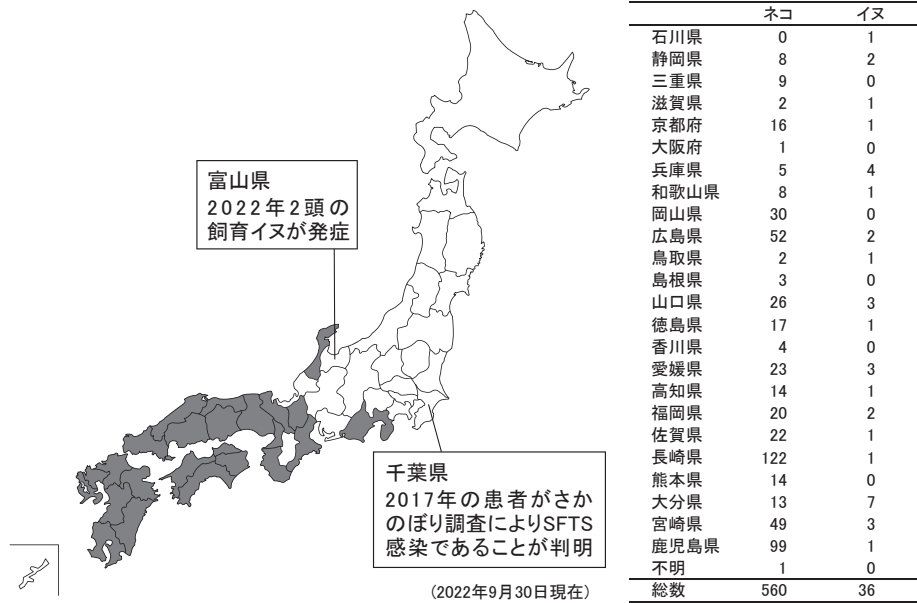 富山県
2022年2頭の
飼育イヌが発症
千葉県
2017年の患者がさか
のぼり調査によりSFTS
感染であることが判明
(2022年9月30日現在)
ネコ イヌ
石川県 0 1
静岡県 8 2
三重県 9 0
滋賀県 2 1
京都府 16 1
大阪府 1 0
兵庫県 5 4
和歌山県 8 1
岡山県 30 0
広島県 52 2
鳥取県 2 1
島根県 3 0
山口県 26 3
徳島県 17 1
香川県 4 0
愛媛県 23 3
高知県 14 1
福岡県 20 2
佐賀県 22 1
長崎県 122 1
熊本県 14 0
大分県 13 7
宮崎県 49 3
鹿児島県 99 1
不明 1 0
総数 560 36